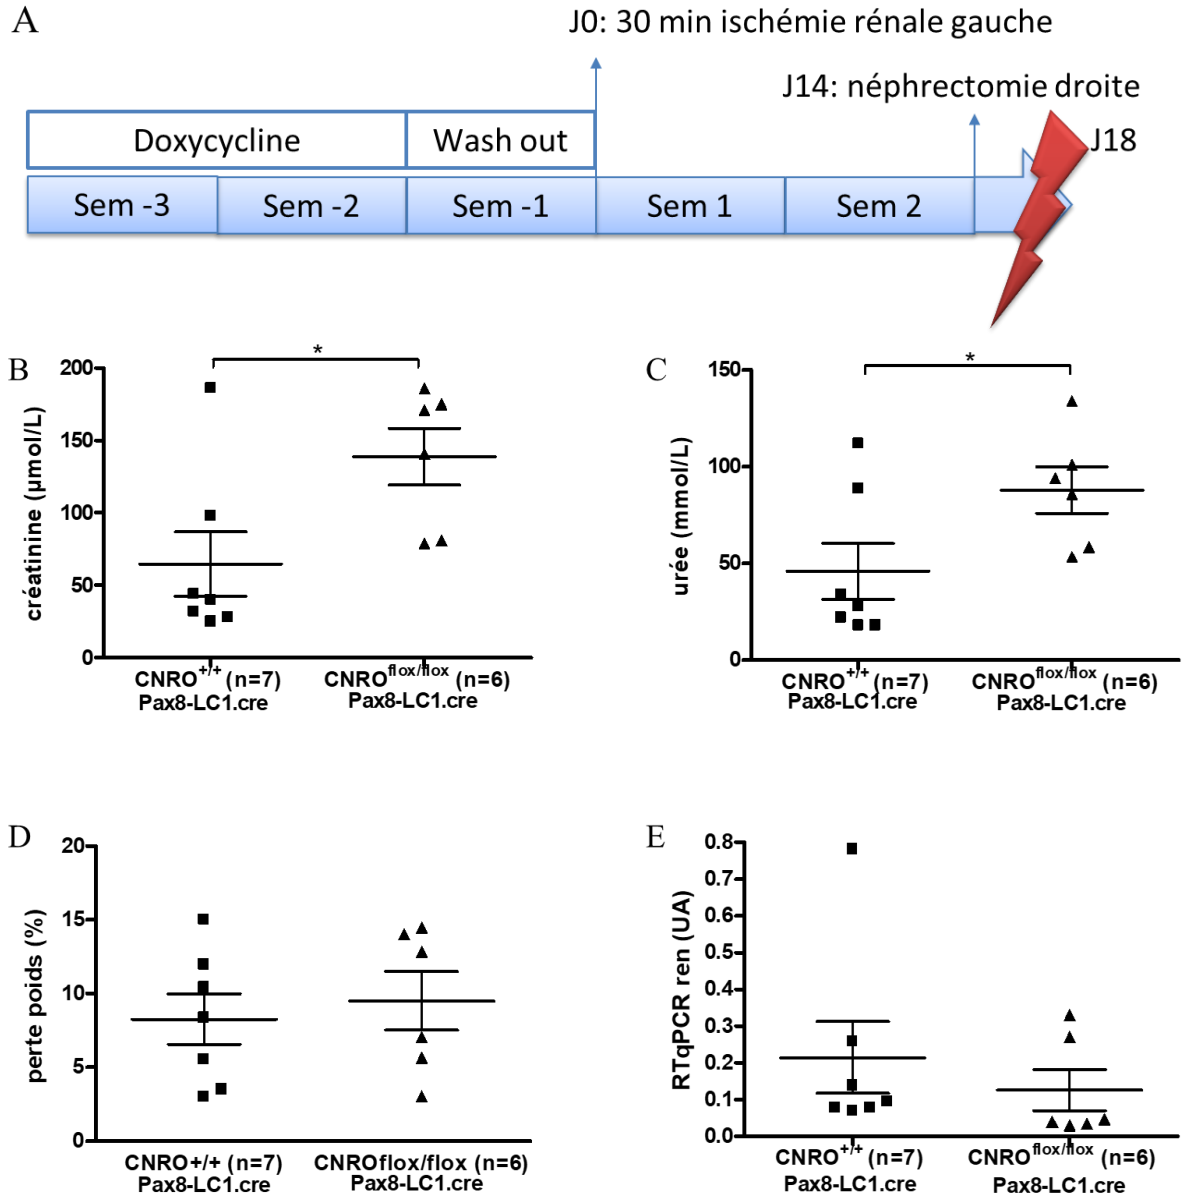 A
J0: 30 min ischémie rénale gauche
J14: néphrectomie droite
J18
Doxycycline
Wash out
Sem -3
Sem -2
Sem -1
Sem 1
Sem 2
B
créatinine (µmol/L)
200
150
100
50
0
*
CNRO+/+ (n=7)
Pax8-LC1.cre
CNROflox/flox (n=6)
Pax8-LC1.cre
C
urée (mmol/L)
150
100
50
0
*
CNRO+/+ (n=7)
Pax8-LC1.cre
CNROflox/flox (n=6)
Pax8-LC1.cre
D
perte poids (%)
20
15
10
5
0
CNRO+/+ (n=7)
Pax8-LC1.cre
CNROflox/flox (n=6)
Pax8-LC1.cre
E
RTqPCR ren (UA)
0.8
0.7
0.6
0.5
0.4
0.3
0.2
0.1
0.0
CNRO+/+ (n=7)
Pax8-LC1.cre
CNROflox/flox (n=6)
Pax8-LC1.cre